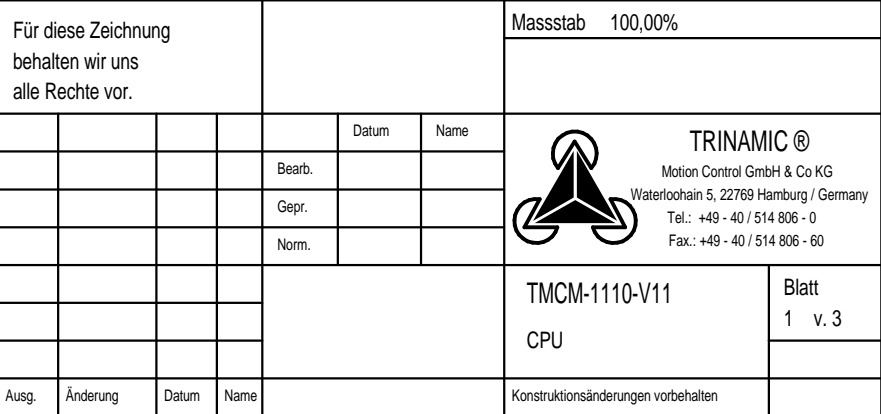 Für diese Zeichnung
behalten wir uns
alle Rechte vor.
Massstab 100,00%
Datum Name
Bearb.
Gepr.
Norm.
TRINAMIC ®
Motion Control GmbH & Co KG
Waterloohain 5, 22769 Hamburg / Germany
Tel.: +49 - 40 / 514 806 - 0
Fax.: +49 - 40 / 514 806 - 60
TMCM-1110-V11
CPU
Blatt
1 v. 3
Ausg. Änderung Datum Name
Konstruktionsänderungen vorbehalten